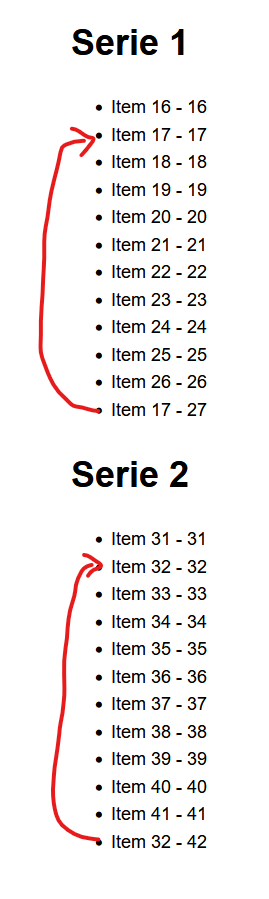 Serie 1
Item 16 - 16
Item 17 - 17
Item 18 - 18
Item 19 - 19
Item 20 - 20
Item 21 - 21
Item 22 - 22
Item 23 - 23
Item 24 - 24
Item 25 - 25
Item 26 - 26
Item 17 - 27
Serie 2
Item 31 - 31
Item 32 - 32
Item 33 - 33
Item 34 - 34
Item 35 - 35
Item 36 - 36
Item 37 - 37
Item 38 - 38
Item 39 - 39
Item 40 - 40
Item 41 - 41
Item 32 - 42